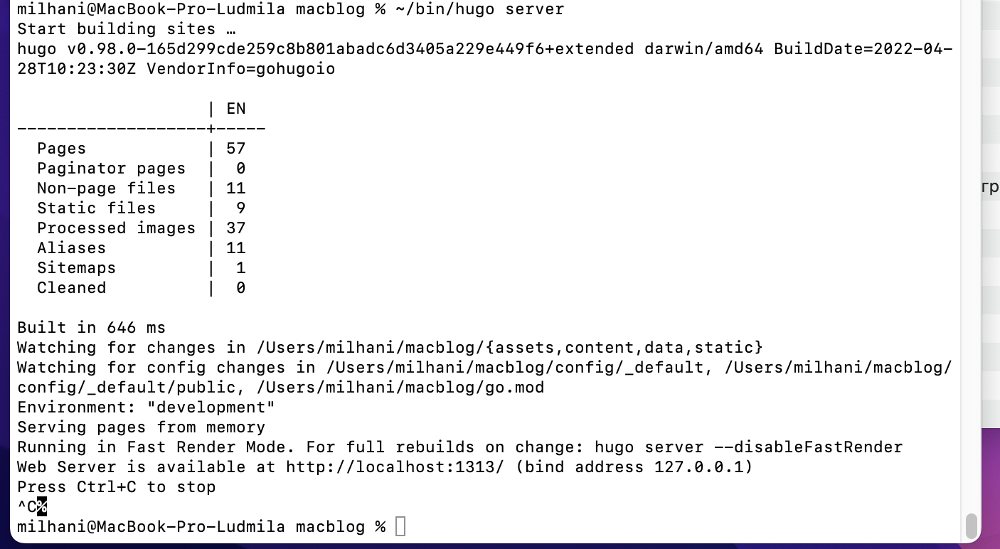 milhani@MacBook-Pro-Ludmila macblog % ~/bin/hugo server
Start building sites …
hugo v0.98.0-165d299cde259c8b801abadc6d3405a229e449f6+extended darwin/amd64 BuildDate=2022-04-
28T10:23:30Z VendorInfo=gohugoio
                   | EN
-------------------+-----
  Pages            | 57
  Paginator pages  |  0
  Non-page files   | 11
  Static files     |  9
  Processed images | 37
  Aliases          | 11
  Sitemaps         |  1
  Cleaned          |  0
Built in 646 ms
Watching for changes in /Users/milhani/macblog/{assets,content,data,static}
Watching for config changes in /Users/milhani/macblog/config/_default, /Users/milhani/macblog/
config/_default/public, /Users/milhani/macblog/go.mod
Environment: "development"
Serving pages from memory
Running in Fast Render Mode. For full rebuilds on change: hugo server --disableFastRender
Web Server is available at http://localhost:1313/ (bind address 127.0.0.1)
Press Ctrl+C to stop
^C%
milhani@MacBook-Pro-Ludmila macblog %